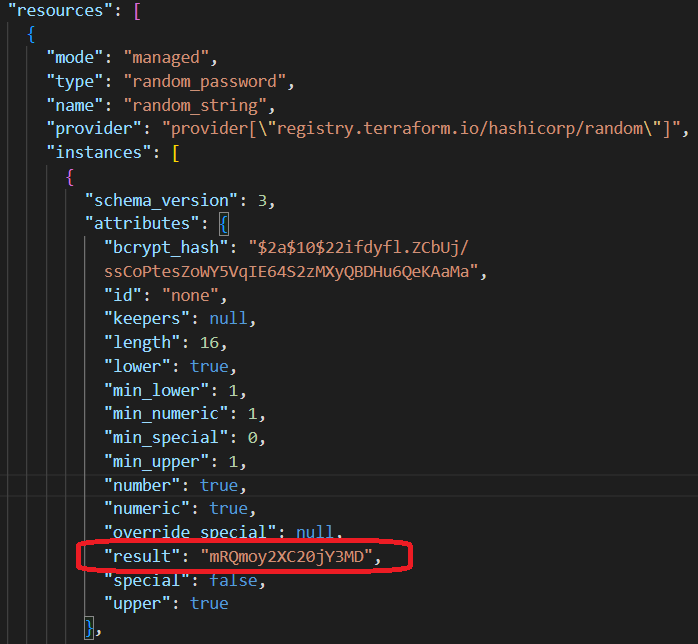 "resources": [
{
"mode": "managed",
"type": "random_password",
"name": "random_string",
"provider": "provider[\"registry.terraform.io/hashicorp/random\"]",
"instances": [
{
"schema_version": 3,
"attributes": {
"bcrypt_hash": "$2a$10$22ifdyfl.ZCbUj/
ssCoPtesZoWY5VqIE64S2zMXyQBDHu6QeKAaMa",
"id": "none",
"keepers": null,
"length": 16,
"lower": true,
"min_lower": 1,
"min_numeric": 1,
"min_special": 0,
"min_upper": 1,
"number": true,
"numeric": true,
"override_special": null,
"result": "mRQmoy2XC20jY3MD",
"special": false,
"upper": true
},